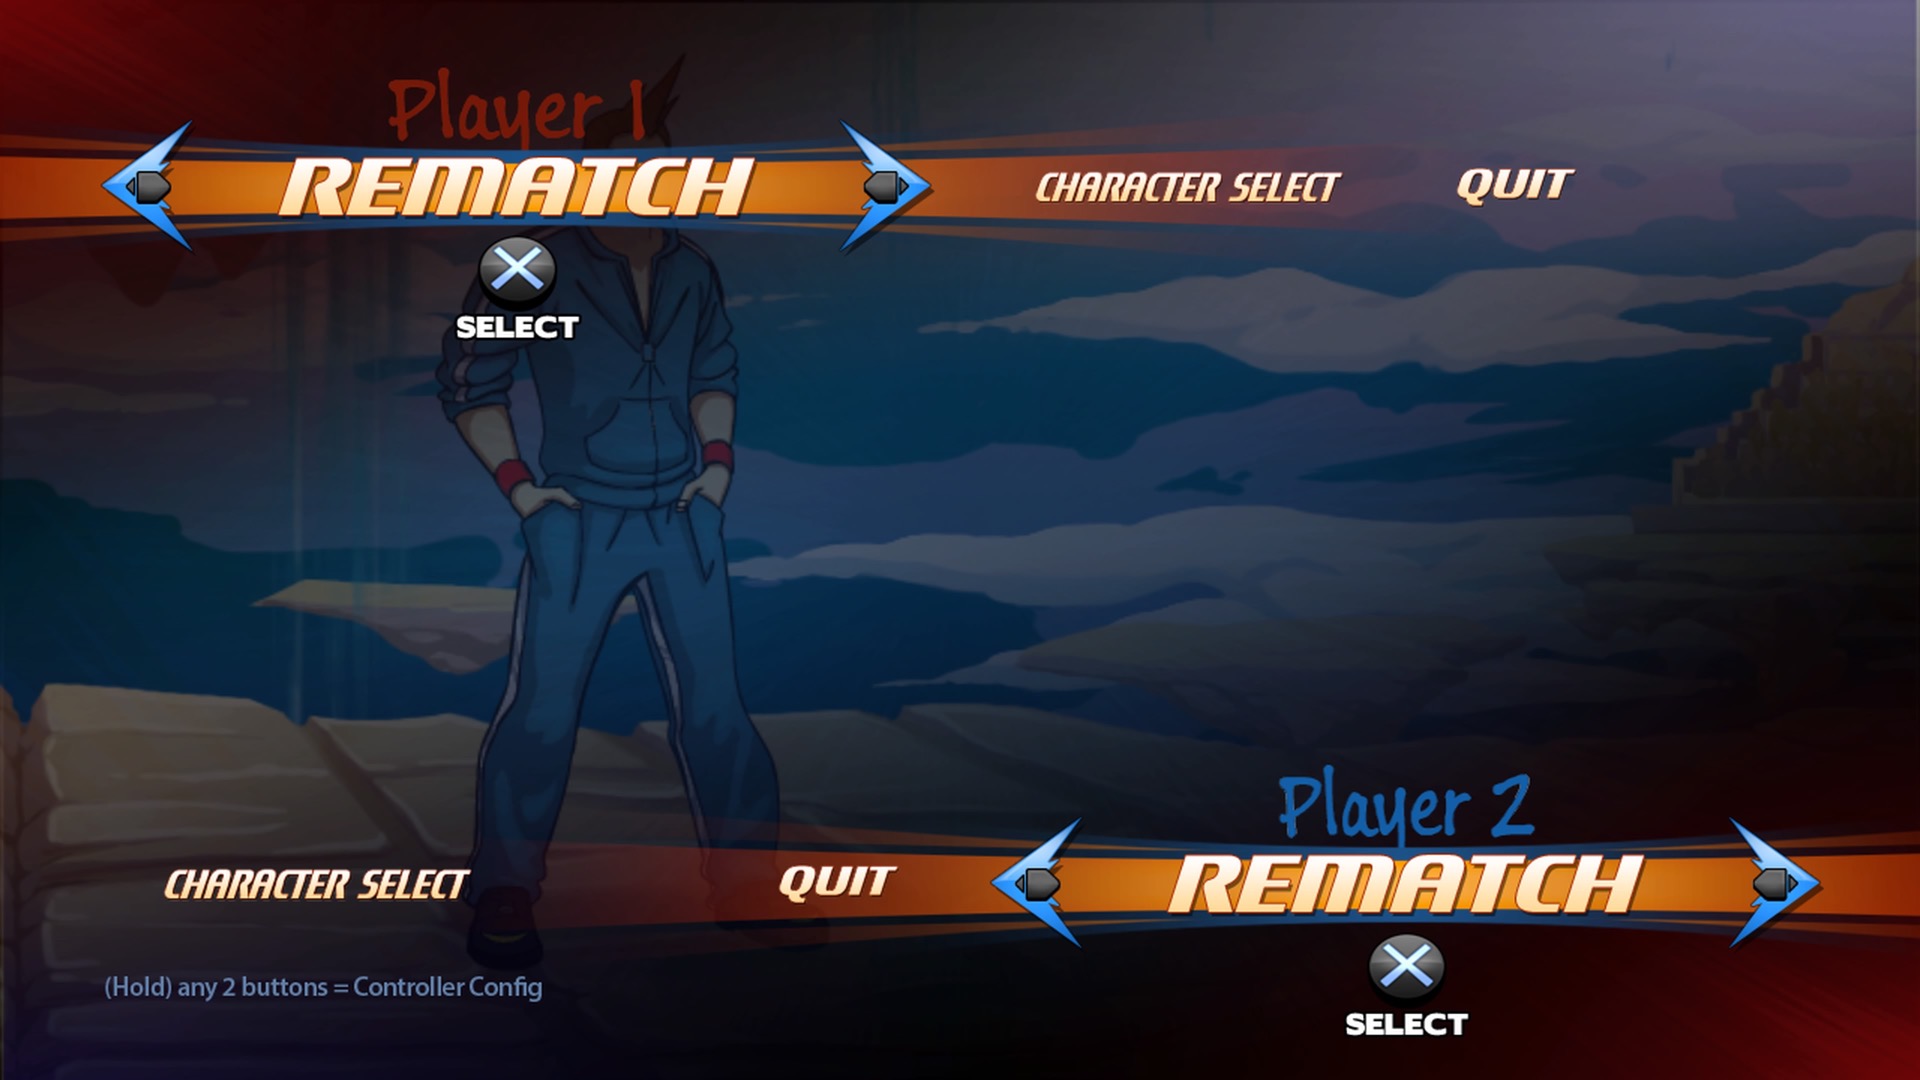 Player 1
REMATCH
CHARACTER SELECT
QUIT
SELECT
Player 2
CHARACTER SELECT
QUIT
REMATCH
(Hold) any 2 buttons = Controller Config
SELECT